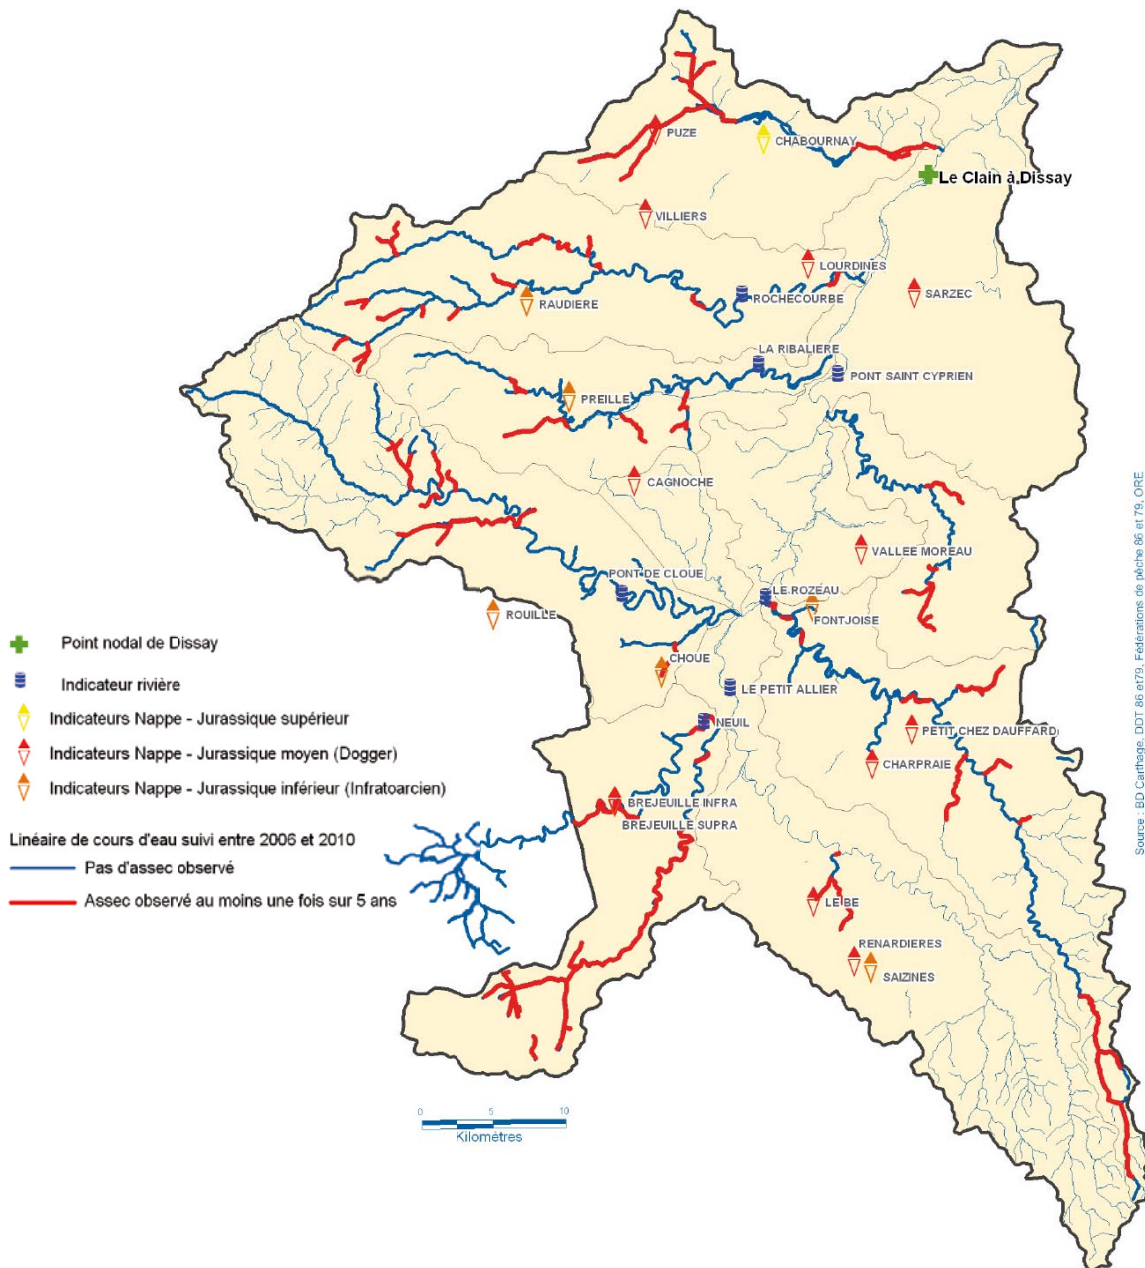 PUZE
CHABOURNAY
Le Clain à Dissay
VILLIERS
LOURDINES
SARZEC
ROCHECOURBE
RAUDIERE
LA RIBALIERE
PONT SAINT CYPRIEN
PREILLE
CAGNOCHE
VALLEE MOREAU
PONT DE CLOUE
LE ROZEAU
ROUILLE
FONTJOISE
CHOUE
LE PETIT ALLIER
NEUIL
PETIT CHEZ DAUFFARD
CHARPRAIE
BREJEUILLE INFRA
BREJEUILLE SUPRA
LE BE
RENARDIERES
SAIZINES
Point nodal de Dissay
Indicateur rivière
Indicateurs Nappe - Jurassique supérieur
Indicateurs Nappe - Jurassique moyen (Dogger)
Indicateurs Nappe - Jurassique inférieur (Infratoarcien)
Linéaire de cours d'eau suivi entre 2006 et 2010
Pas d'assec observé
Assec observé au moins une fois sur 5 ans
0 5 10
Kilomètres
Source : BD Carthage, DDT 86 et79, Fédérations de pêche 86 et 79, ORE